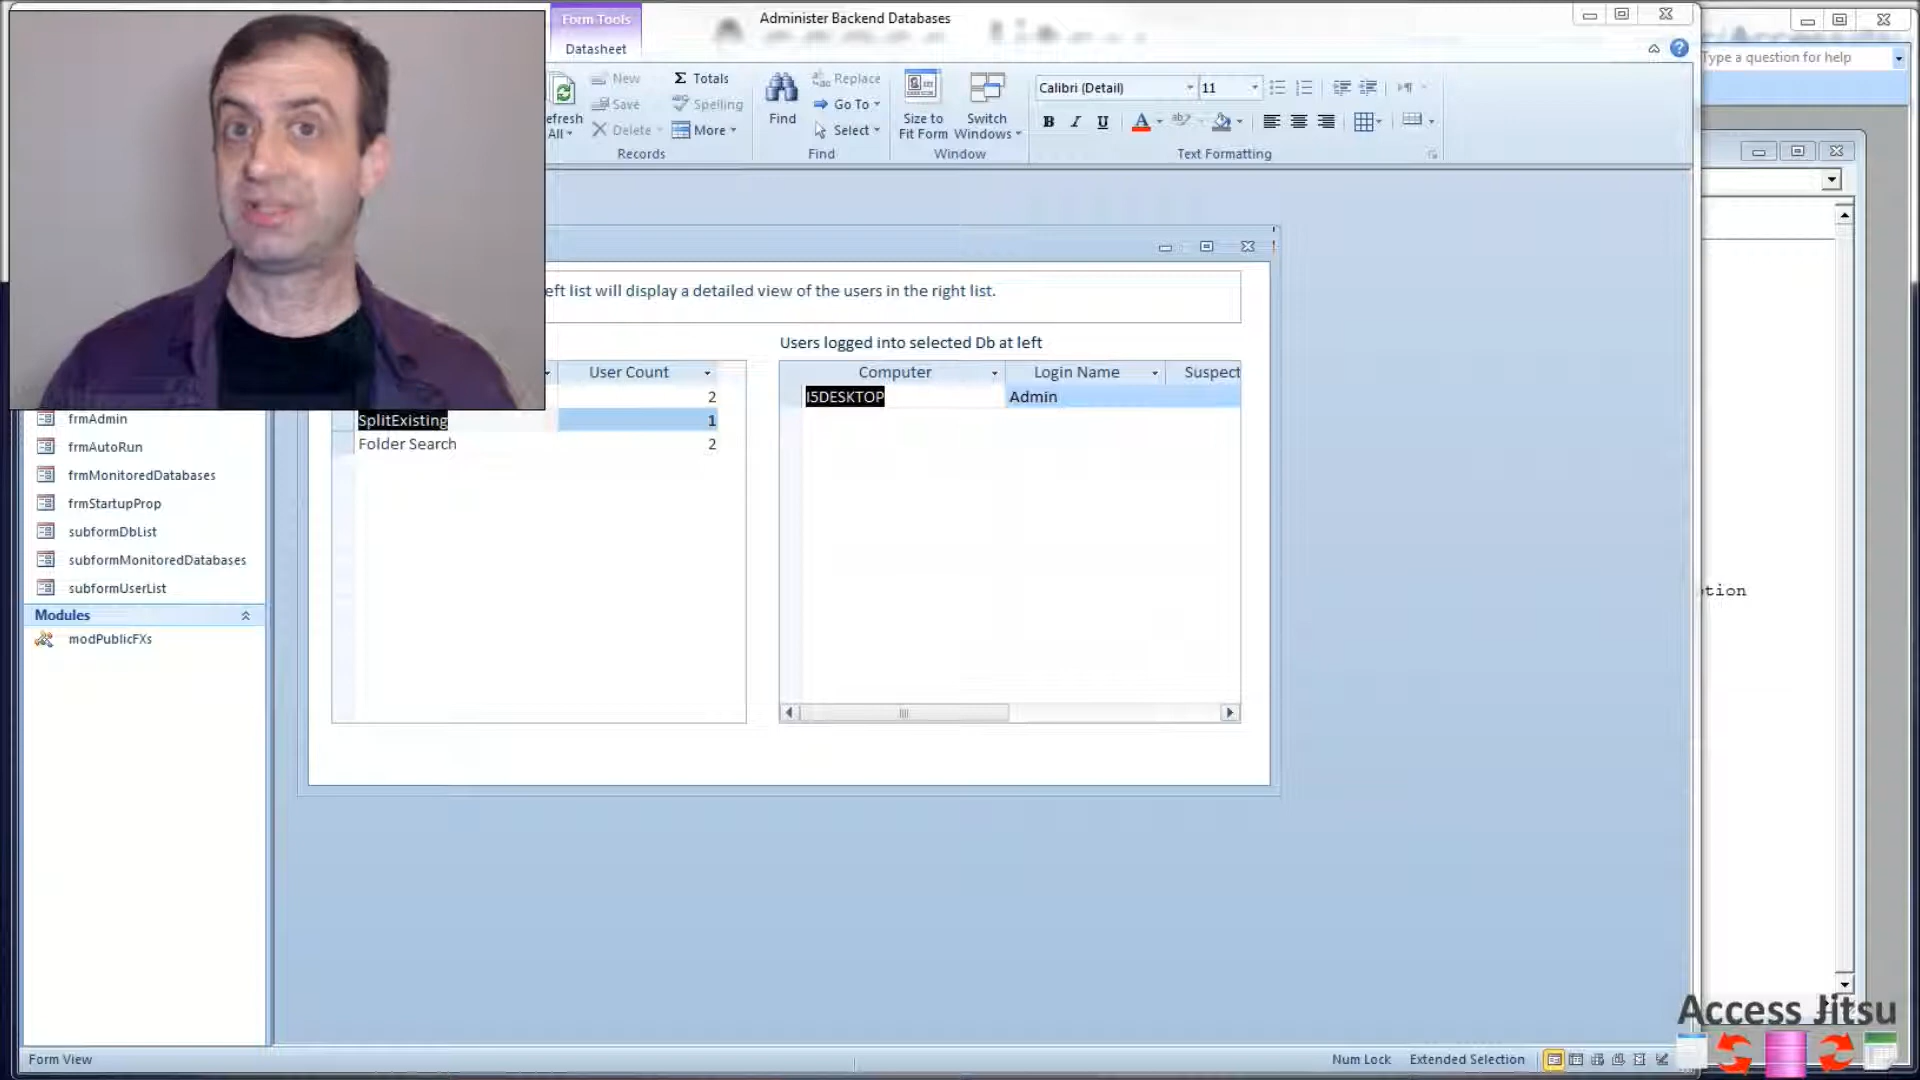 Form Tools
Administer Backend Databases
Datasheet
Type a question for help
New
Totals
Replace
Calibri (Detail)
11
Save
Spelling
Find
Go To
Size to Fit Form
Switch Windows
efresh All
Delete
More
Select
B I U A
Records
Find
Window
Text Formatting
eft list will display a detailed view of the users in the right list.
Users logged into selected Db at left
User Count
Computer
Login Name
Suspect
2
I5DESKTOP
Admin
SplitExisting
1
Folder Search
2
frmAdmin
frmAutoRun
frmMonitoredDatabases
frmStartupProp
subformDbList
subformMonitoredDatabases
subformUserList
Modules
modPublicFXs
tion
Access Jitsu
Form View
Num Lock
Extended Selection